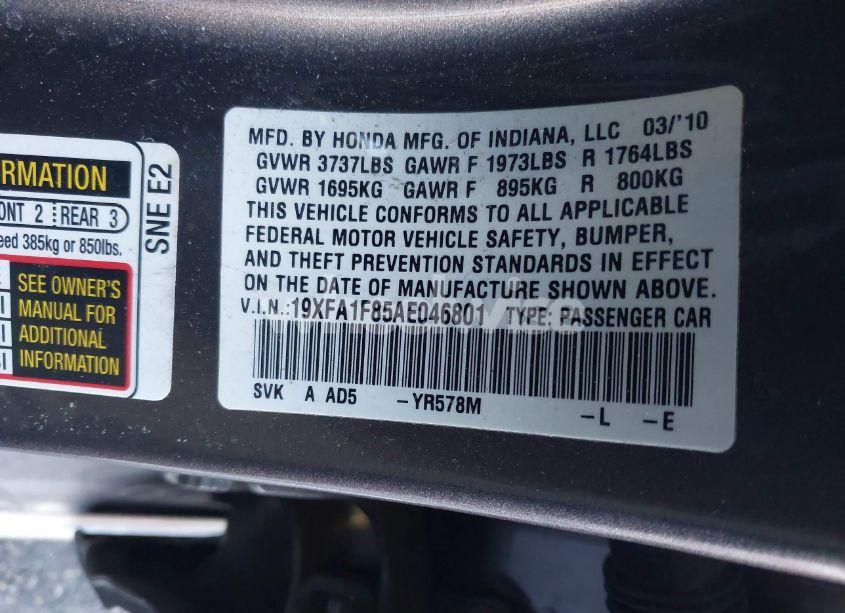 RMATION
ONT 2 REAR 3
eed 385kg or 850lbs.
SEE OWNER'S
MANUAL FOR
ADDITIONAL
INFORMATION
SNE E2
MFD. BY HONDA MFG. OF INDIANA, LLC 03/'10
GVWR 3737LBS GAWR F 1973LBS R 1764LBS
GVWR 1695KG GAWR F 895KG R 800KG
THIS VEHICLE CONFORMS TO ALL APPLICABLE
FEDERAL MOTOR VEHICLE SAFETY, BUMPER,
AND THEFT PREVENTION STANDARDS IN EFFECT
ON THE DATE OF MANUFACTURE SHOWN ABOVE.
V.I.N.:19XFA1F85AE046801 TYPE: PASSENGER CAR
SVK A AD5 -YR578M -L -E